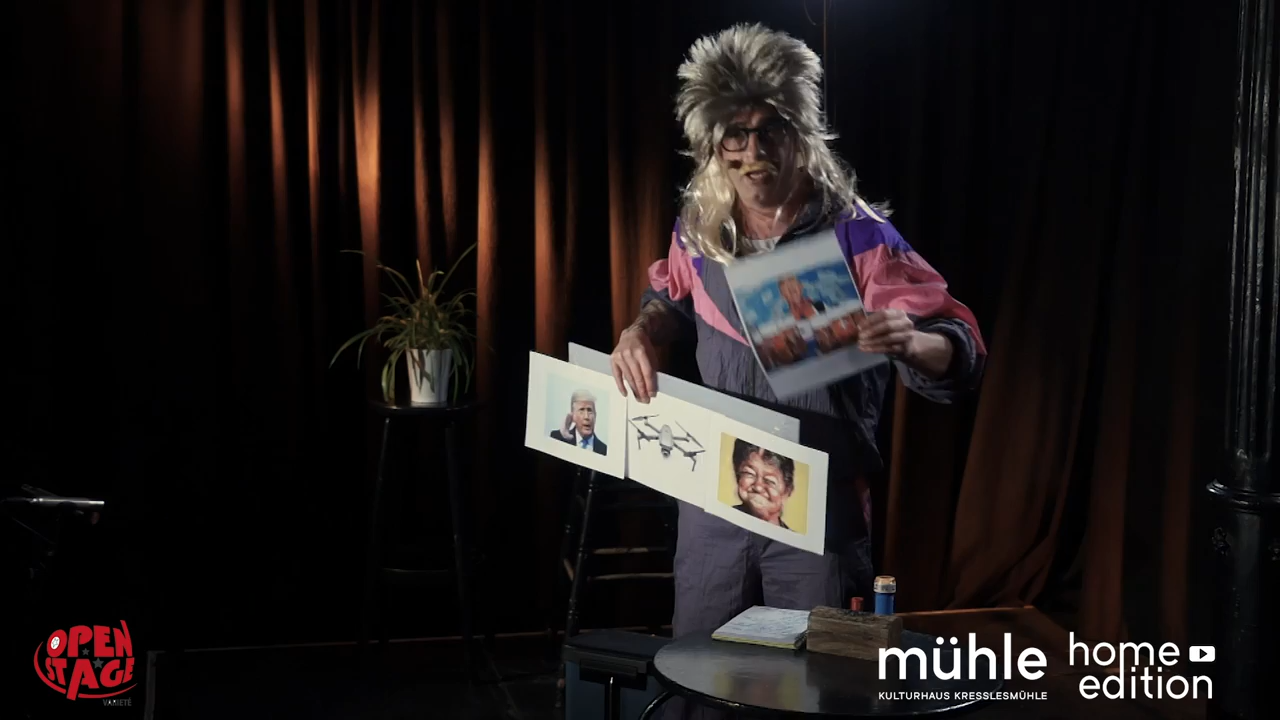 OPEN
STAGE
VARIETÉ
mühle
KULTURHAUS KRESSLESMÜHLE
home
edition